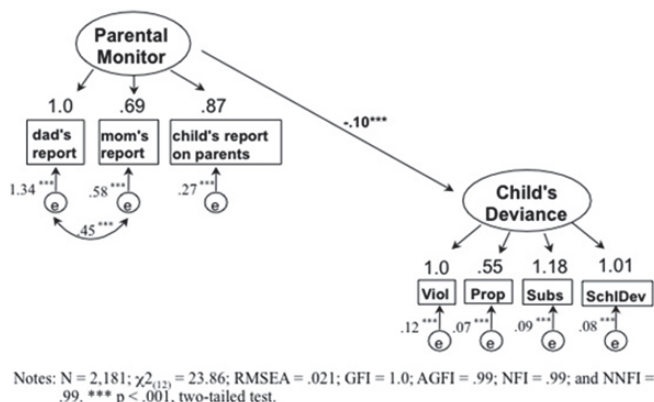 Parental
Monitor
1.0 .69 .87
dad's mom's child's report
report report on parents
1.34 *** .58 *** .27 ***
e e e
.45 ***
-.10***
Child's
Deviance
1.0 .55 1.18 1.01
Viol Prop Subs SchlDev
.12 *** .07 *** .09 *** .08 ***
e e e e
Notes: N = 2,181; χ2(12) = 23.86; RMSEA = .021; GFI = 1.0; AGFI = .99; NFI = .99; and NNFI =
.99. *** p < .001, two-tailed test.